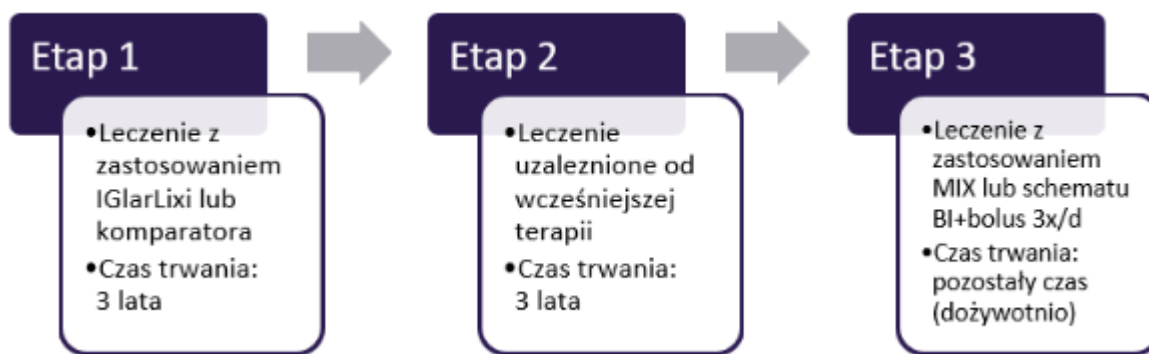 Etap 1
•Leczenie z
zastosowaniem
IGlarLixi lub
komparatora
•Czas trwania:
3 lata
Etap 2
•Leczenie
uzaleznione od
wcześniejszej
terapii
•Czas trwania:
3 lata
Etap 3
•Leczenie z
zastosowaniem
MIX lub schematu
BI+bolus 3x/d
•Czas trwania:
pozostały czas
(dożywotnio)